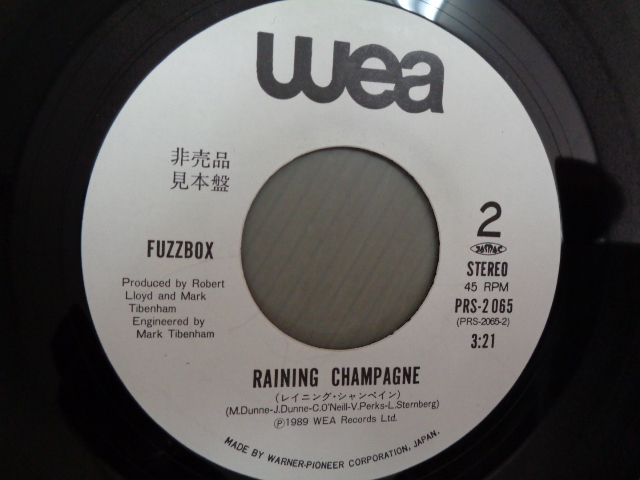 wea
非売品
見本盤
FUZZBOX
Produced by Robert
Lloyd and Mark
Tibenham
Engineered by
Mark Tibenham
2
JASRAC
STEREO
45 RPM
PRS-2065
(PRS-2065-2)
3:21
RAINING CHAMPAGNE
(レイニング・シャンペイン)
(M.Dunne-J.Dunne-C.O'Neill-V.Perks-L.Sternberg)
Ⓟ1989 WEA Records Ltd.
MADE BY WARNER-PIONEER CORPORATION, JAPAN.